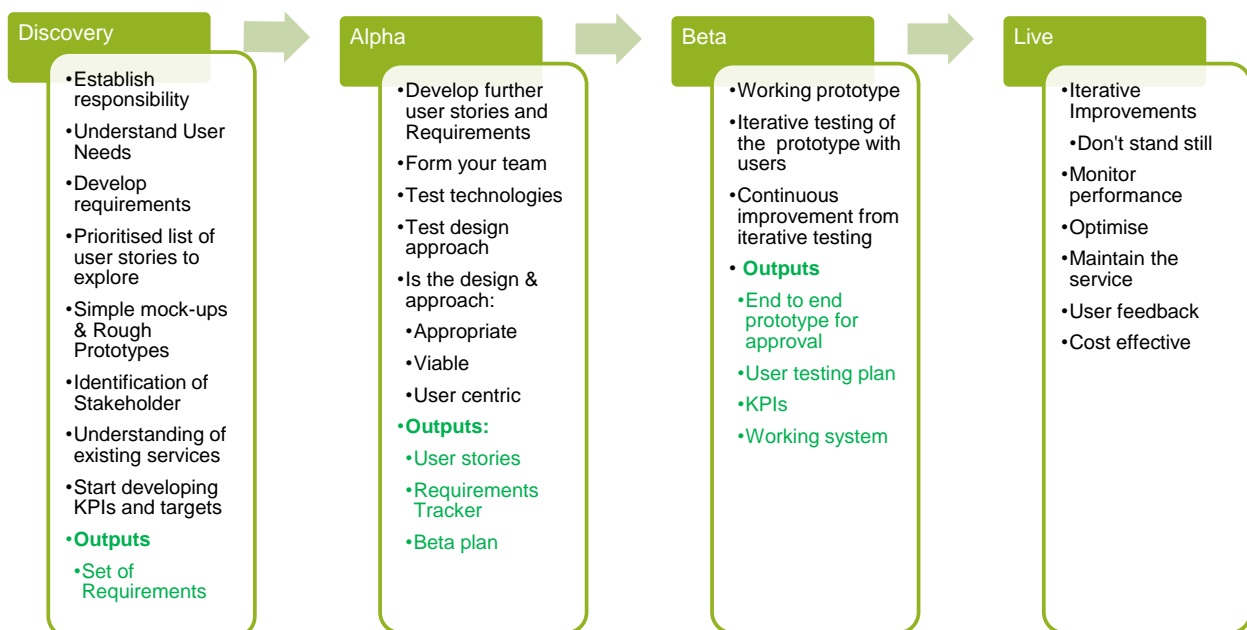 Discovery
•Establish
responsibility
•Understand User
Needs
•Develop
requirements
•Prioritised list of
user stories to
explore
•Simple mock-ups
& Rough
Prototypes
•Identification of
Stakeholder
•Understanding of
existing services
•Start developing
KPIs and targets
•Outputs
•Set of
Requirements
Alpha
•Develop further
user stories and
Requirements
•Form your team
•Test technologies
•Test design
approach
•Is the design &
approach:
•Appropriate
•Viable
•User centric
•Outputs:
•User stories
•Requirements
Tracker
•Beta plan
Beta
•Working prototype
•Iterative testing of
the prototype with
users
•Continuous
improvement from
iterative testing
• Outputs
•End to end
prototype for
approval
•User testing plan
•KPIs
•Working system
Live
•Iterative
Improvements
•Don't stand still
•Monitor
performance
•Optimise
•Maintain the
service
•User feedback
•Cost effective